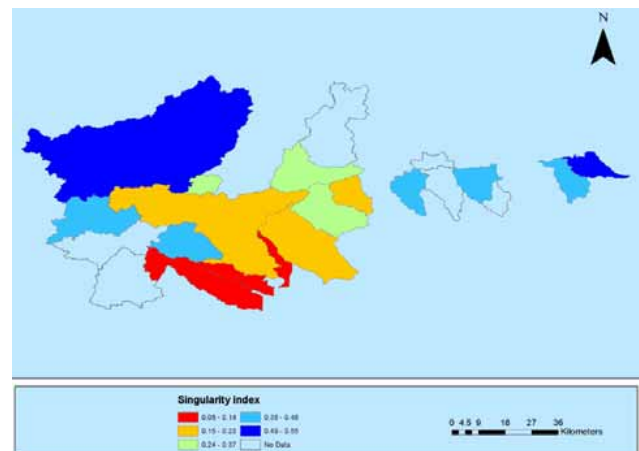 N
Singularity index
0.05 - 0.14
0.15 - 0.23
0.24 - 0.37
0.38 - 0.48
0.49 - 0.55
No Data
0 4.5 9 18 27 36
Kilometers